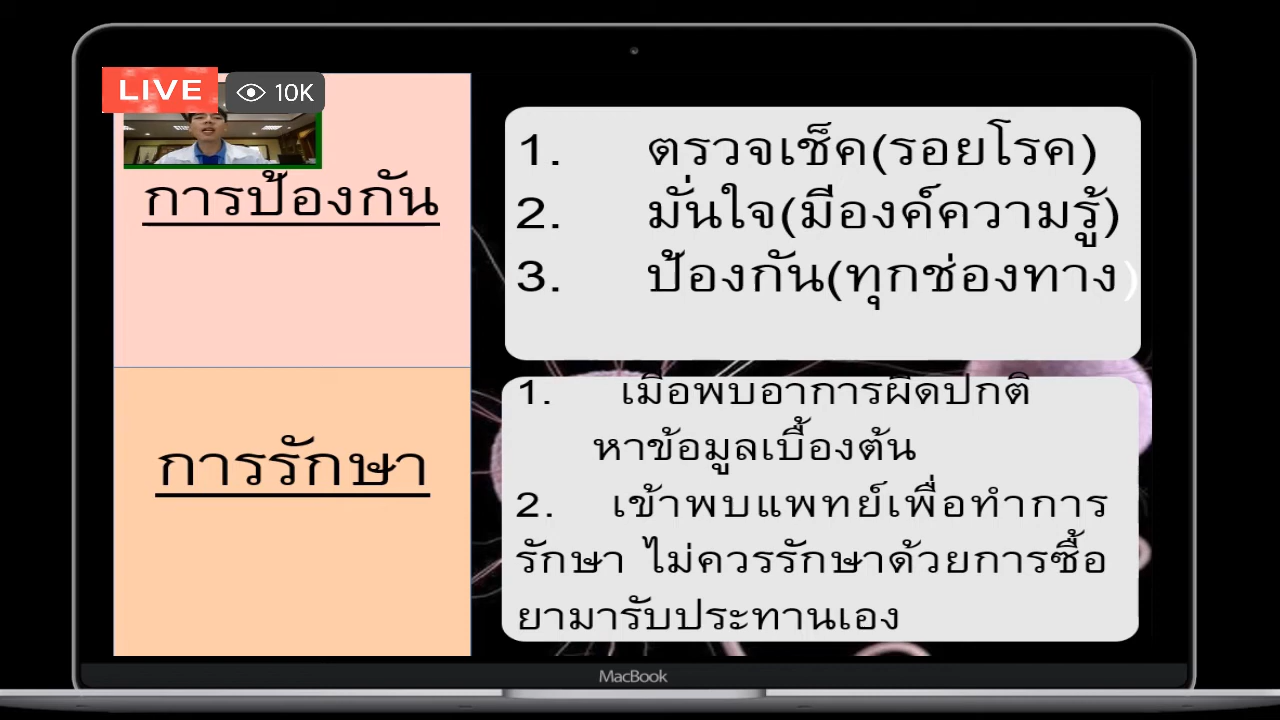 LIVE 10K
การป้องกัน
1. ตรวจเช็ค(รอยโรค)
2. มั่นใจ(มีองค์ความรู้)
3. ป้องกัน(ทุกช่องทาง)
การรักษา
1. เมื่อพบอาการผิดปกติ
หาข้อมูลเบื้องต้น
2. เข้าพบแพทย์เพื่อทำการ
รักษา ไม่ควรรักษาด้วยการซื้อ
ยามารับประทานเอง
MacBook